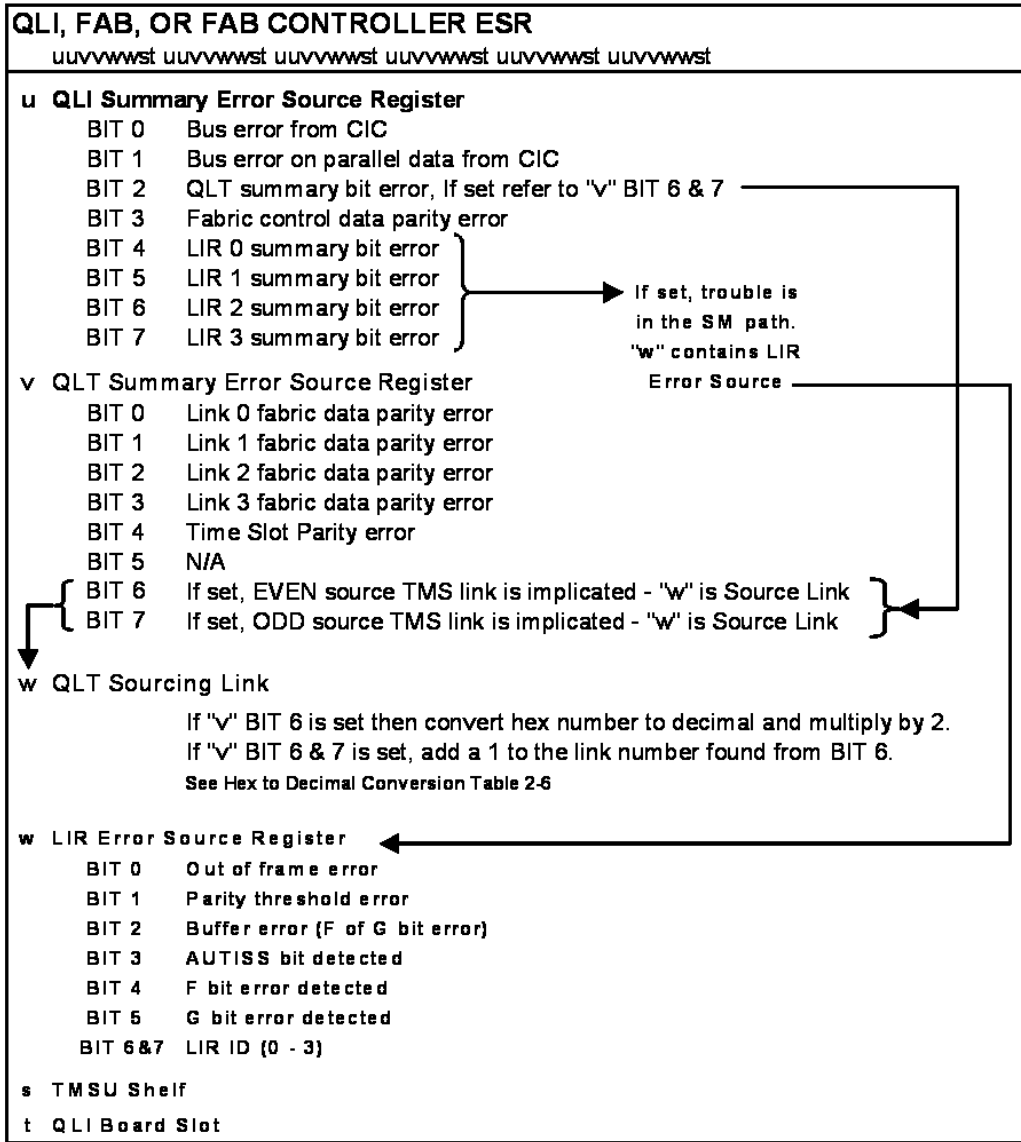 QLI, FAB, OR FAB CONTROLLER ESR
uuvvwwst uuvvwwst uuvvwwst uuvvwwst uuvvwwst uuvvwwst
u QLI Summary Error Source Register
BIT 0 Bus error from CIC
BIT 1 Bus error on parallel data from CIC
BIT 2 QLT summary bit error, If set refer to "v" BIT 6 & 7
BIT 3 Fabric control data parity error
BIT 4 LIR 0 summary bit error
BIT 5 LIR 1 summary bit error
BIT 6 LIR 2 summary bit error
BIT 7 LIR 3 summary bit error
If set, trouble is
in the SM path.
"w" contains LIR
Error Source
v QLT Summary Error Source Register
BIT 0 Link 0 fabric data parity error
BIT 1 Link 1 fabric data parity error
BIT 2 Link 2 fabric data parity error
BIT 3 Link 3 fabric data parity error
BIT 4 Time Slot Parity error
BIT 5 N/A
BIT 6 If set, EVEN source TMS link is implicated - "w" is Source Link
BIT 7 If set, ODD source TMS link is implicated - "w" is Source Link
w QLT Sourcing Link
If "v" BIT 6 is set then convert hex number to decimal and multiply by 2.
If "v" BIT 6 & 7 is set, add a 1 to the link number found from BIT 6.
See Hex to Decimal Conversion Table 2-6
w LIR Error Source Register
BIT 0 Out of frame error
BIT 1 Parity threshold error
BIT 2 Buffer error (F of G bit error)
BIT 3 AUTISS bit detected
BIT 4 F bit error detected
BIT 5 G bit error detected
BIT 6&7 LIR ID (0 - 3)
s TMSU Shelf
t QLI Board Slot